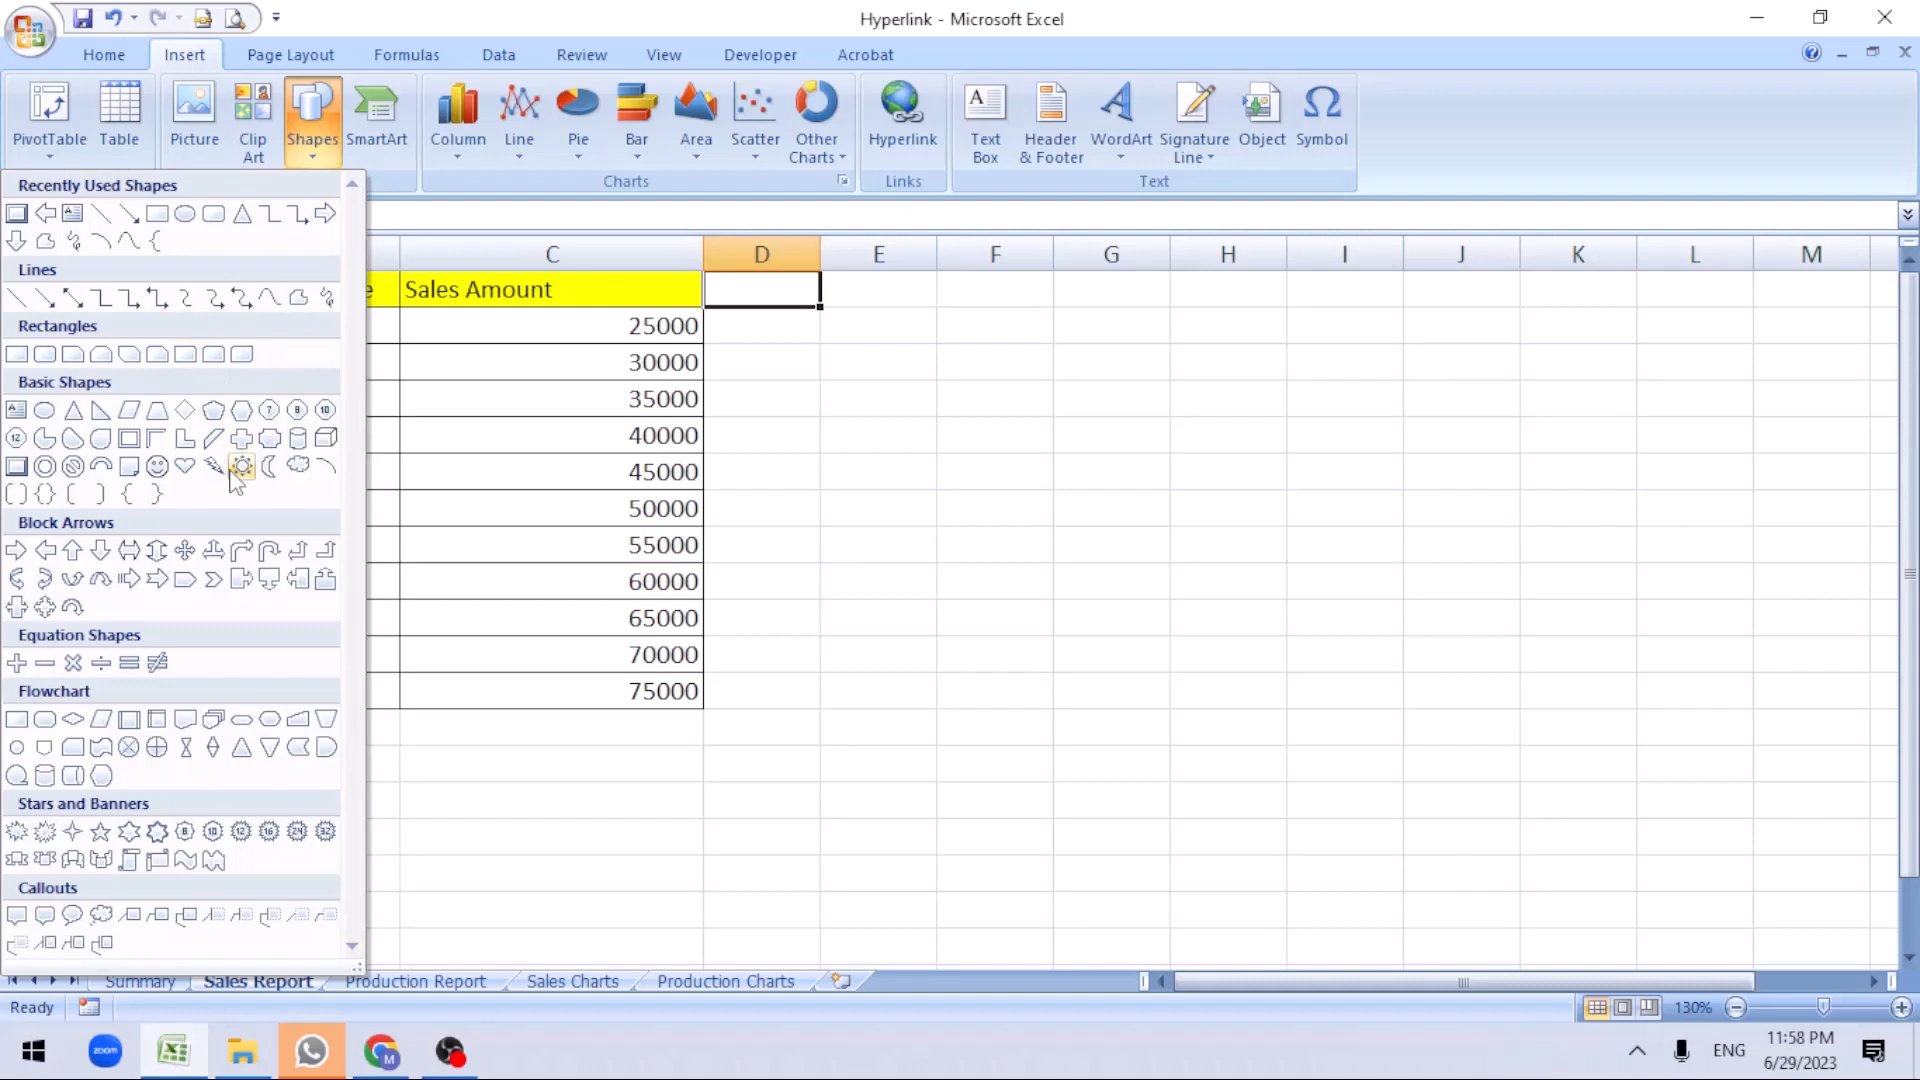 Hyperlink - Microsoft Excel
Home Insert Page Layout Formulas Data Review View Developer Acrobat
PivotTable Table Picture Clip Art Shapes SmartArt Column Line Pie Bar Area Scatter Other Charts Hyperlink Text Box Header & Footer WordArt Signature Line Object Symbol
Charts Links Text
Recently Used Shapes
Lines
Rectangles
Basic Shapes
Block Arrows
Equation Shapes
Flowchart
Stars and Banners
Callouts
C D E F G H I J K L M
e Sales Amount
25000
30000
35000
40000
45000
50000
55000
60000
65000
70000
75000
Summary Sales Report Production Report Sales Charts Production Charts
Ready 130%
zoom ENG 11:58 PM
6/29/2023